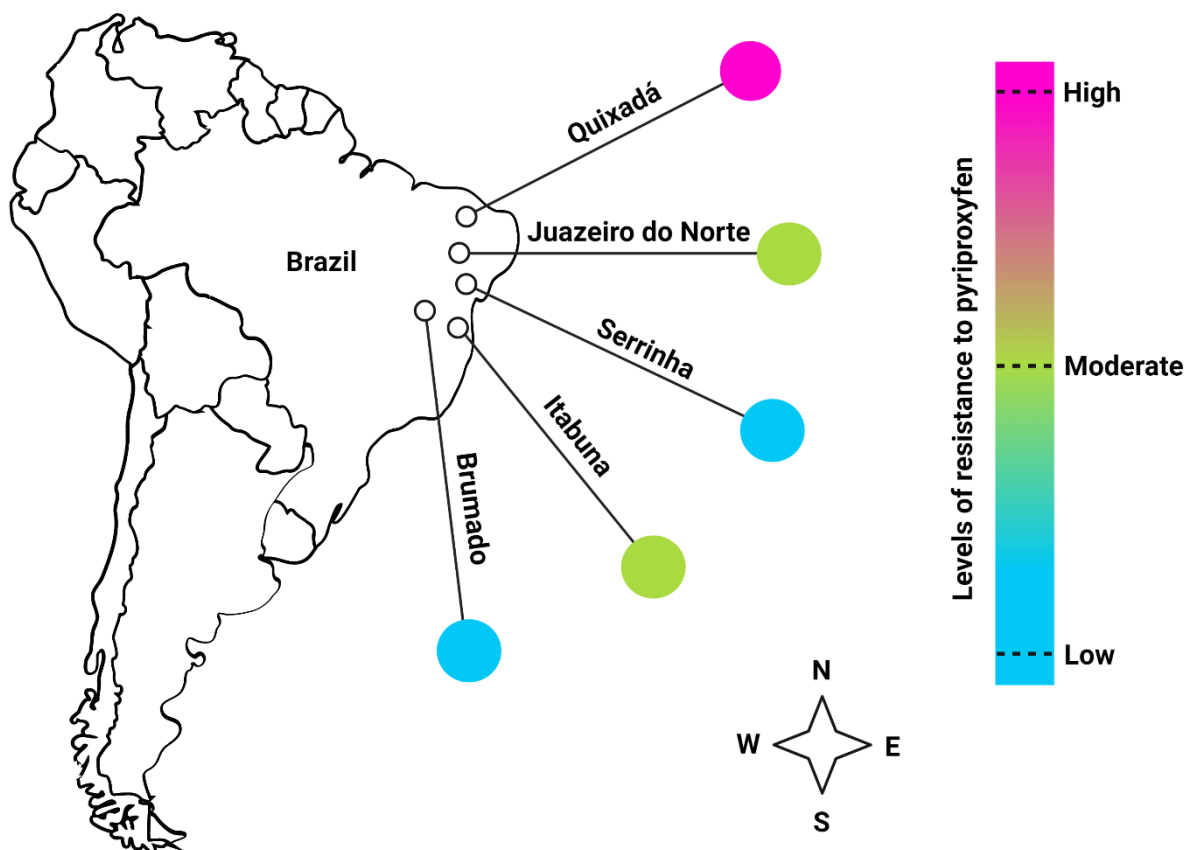 Quixadá
Juazeiro do Norte
Brazil
Serrinha
Itabuna
Brumado
Levels of resistance to pyriproxyfen
High
Moderate
Low
N
W
E
S